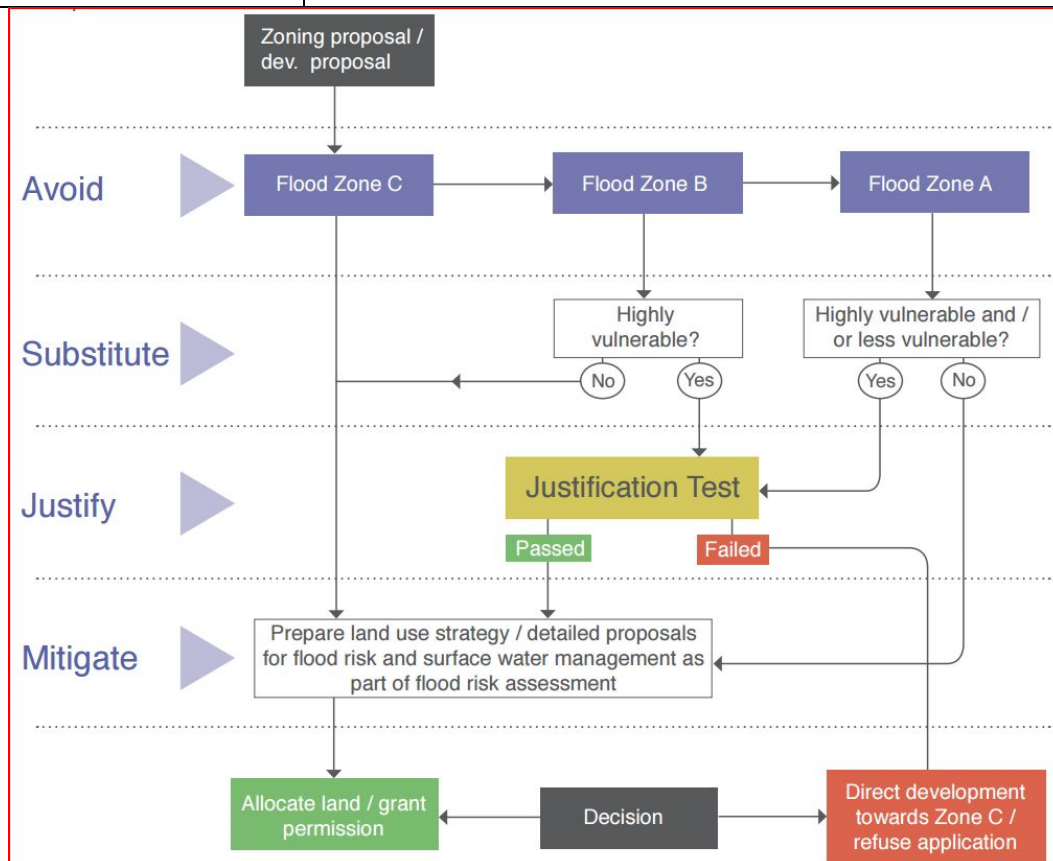 Zoning proposal /
dev. proposal
Avoid
Flood Zone C
Flood Zone B
Flood Zone A
Substitute
Highly
vulnerable?
Highly vulnerable and /
or less vulnerable?
No
Yes
Yes
No
Justify
Justification Test
Passed
Failed
Mitigate
Prepare land use strategy / detailed proposals
for flood risk and surface water management as
part of flood risk assessment
Allocate land / grant
permission
Decision
Direct development
towards Zone C /
refuse application